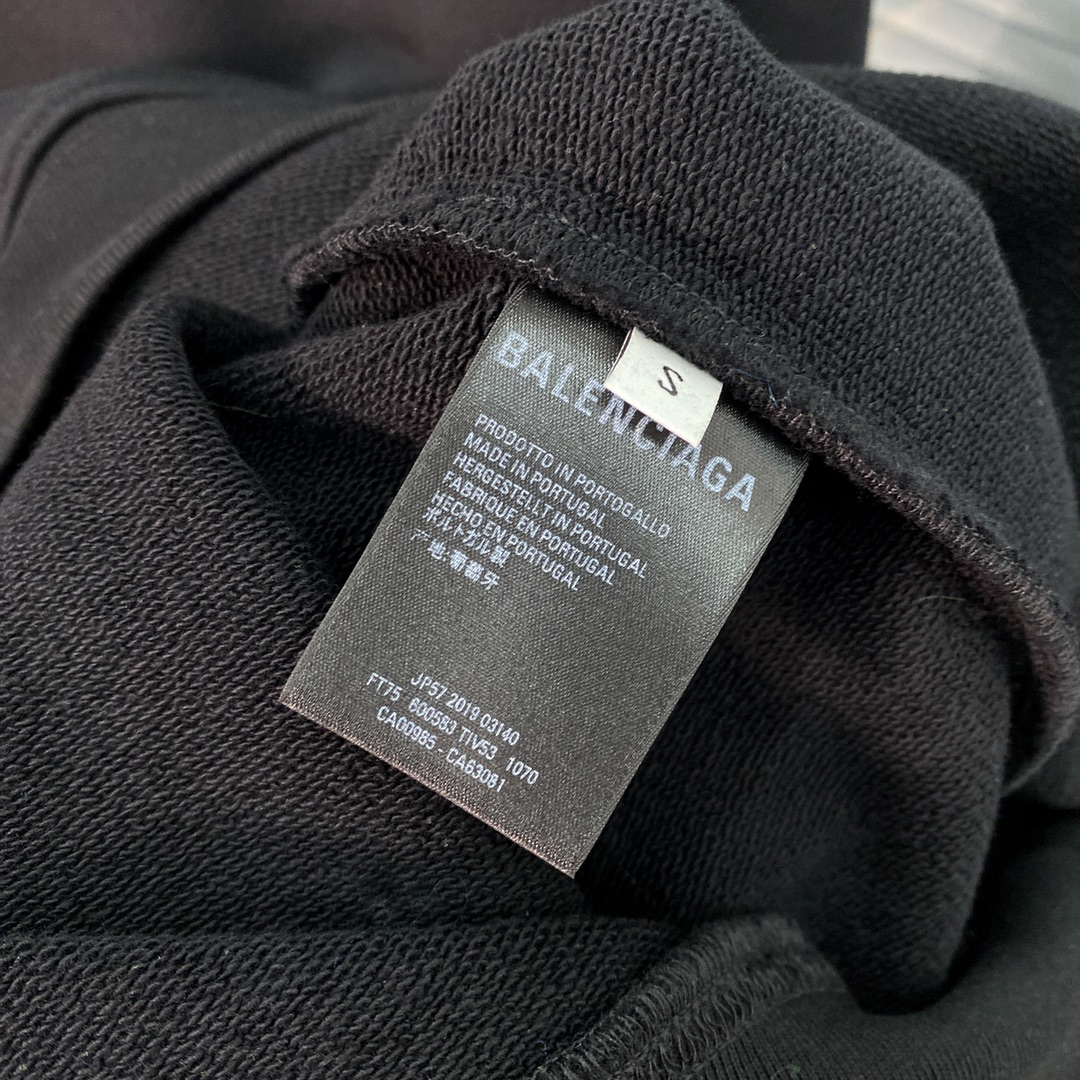 S
BALENCIAGA
PRODOTTO IN PORTOGALLO
MADE IN PORTUGAL
HERGESTELLT IN PORTUGAL
FABRIQUE EN PORTUGAL
HECHO EN PORTUGAL
ポルトガル製
产地:葡萄牙
JP57 2019 03140
FT75 600583 TIV53 1070
CA00985 - CA63081